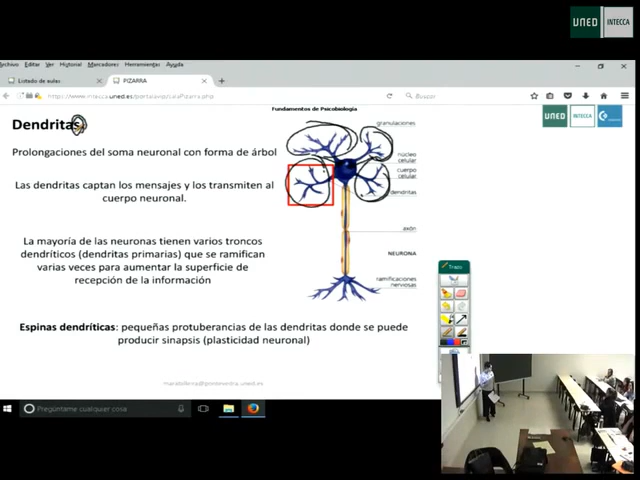 UNED
INTECCA
Archivo Editar Ver Historial Marcadores Herramientas Ayuda
Listado de aulas
PIZARRA
Buscar
Fundamentos de Psicobiología
Dendritas
UNED
INTECCA
Prolongaciones del soma neuronal con forma de árbol
Las dendritas captan los mensajes y los transmiten al
cuerpo neuronal.
La mayoría de las neuronas tienen varios troncos
dendríticos (dendritas primarias) que se ramifican
varias veces para aumentar la superficie de
recepción de la información
granulaciones
núcleo
celular
cuerpo
celular
dendritas
axón
NEURONA
ramificaciones
nerviosas
Espinas dendríticas: pequeñas protuberancias de las dendritas donde se puede
producir sinapsis (plasticidad neuronal)
Trazo
Pregúntame cualquier cosa